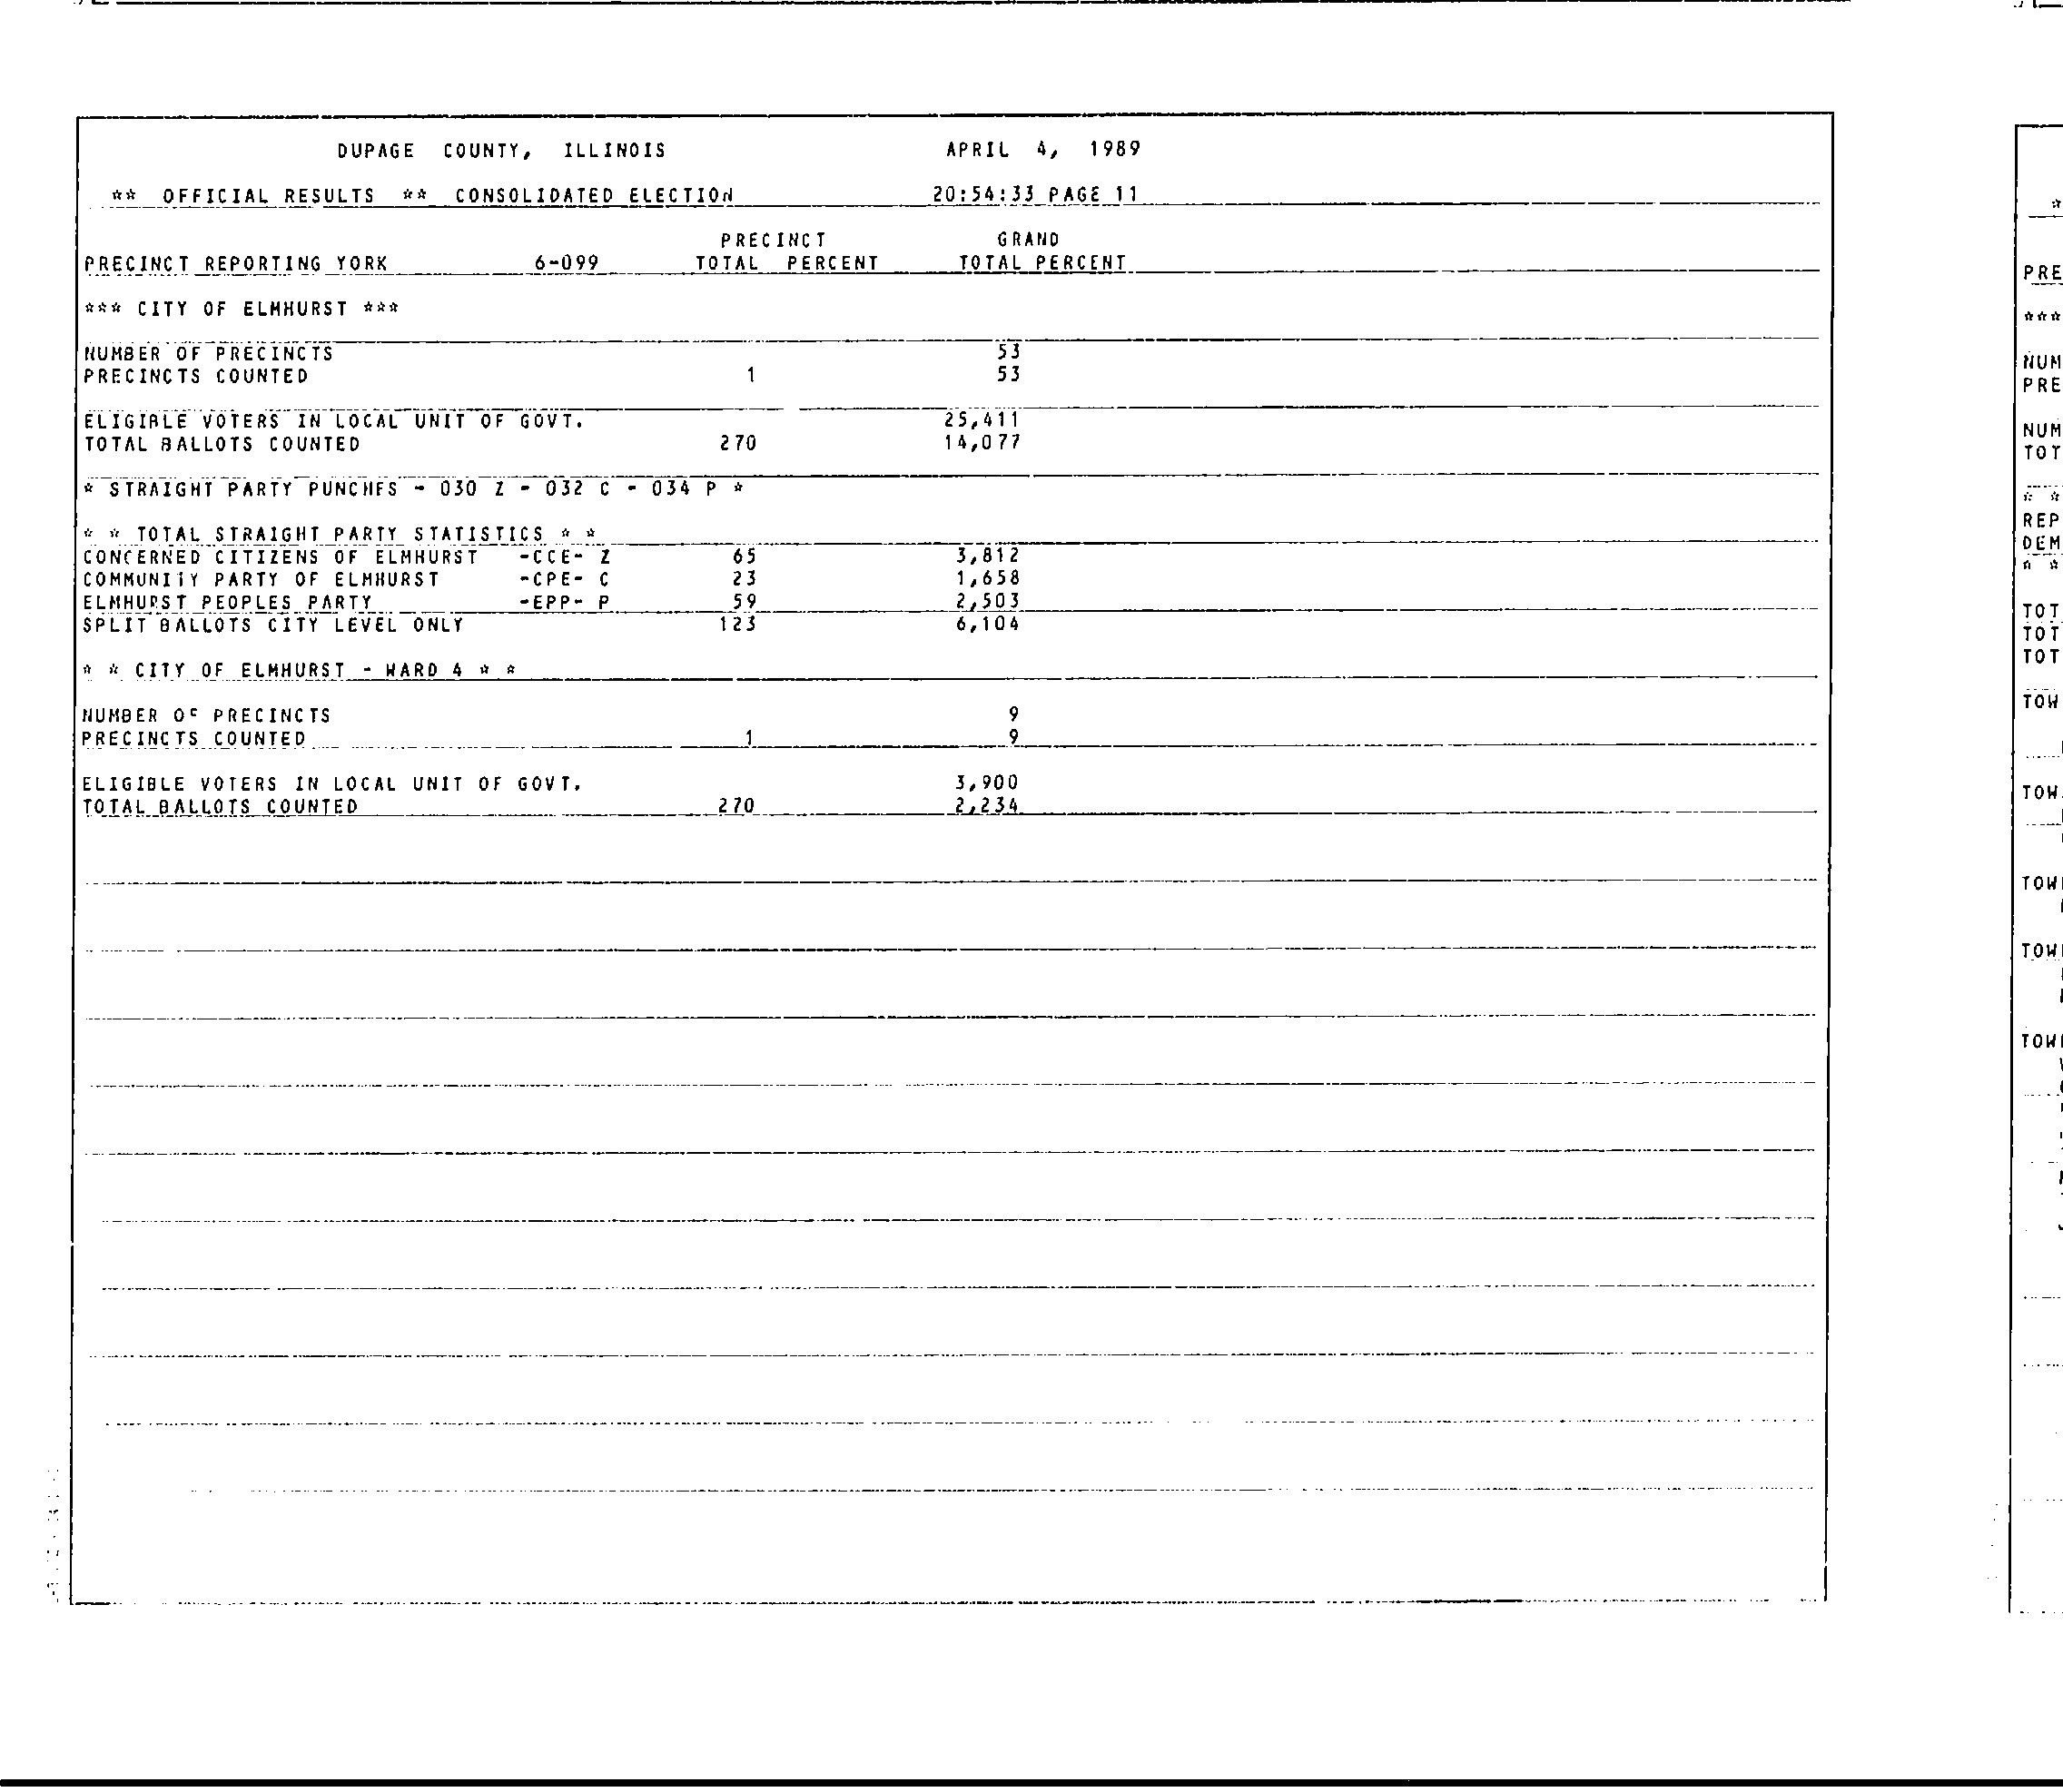 DUPAGE COUNTY, ILLINOIS APRIL 4, 1989
** OFFICIAL RESULTS ** CONSOLIDATED ELECTION 20:54:33 PAGE 11
PRECINCT GRAND
PRECINCT REPORTING YORK 6-099 TOTAL PERCENT TOTAL PERCENT
*** CITY OF ELMHURST ***
NUMBER OF PRECINCTS 53
PRECINCTS COUNTED 1 53
ELIGIBLE VOTERS IN LOCAL UNIT OF GOVT. 25,411
TOTAL BALLOTS COUNTED 270 14,077
* STRAIGHT PARTY PUNCHES - 030 Z - 032 C - 034 P *
* * TOTAL STRAIGHT PARTY STATISTICS * *
CONCERNED CITIZENS OF ELMHURST -CCE- Z 65 3,812
COMMUNITY PARTY OF ELMHURST -CPE- C 23 1,658
ELMHURST PEOPLES PARTY -EPP- P 59 2,503
SPLIT BALLOTS CITY LEVEL ONLY 123 6,104
* * CITY OF ELMHURST - WARD 4 * *
NUMBER OF PRECINCTS 9
PRECINCTS COUNTED 1 9
ELIGIBLE VOTERS IN LOCAL UNIT OF GOVT. 3,900
TOTAL BALLOTS COUNTED 270 2,234
*
PRE
***
NUM
PRE
NUM
TOT
* *
REP
DEM
* *
TOT
TOT
TOT
TOW
TOW
TOW
TOW
TOW